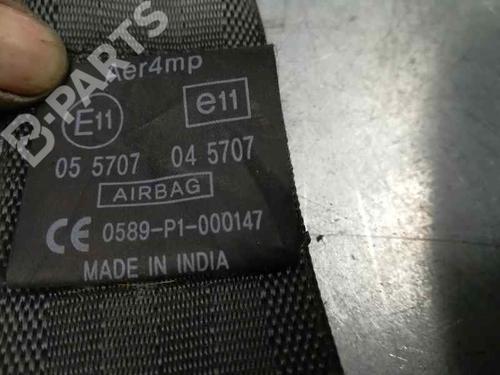 B-PARTS
Aer4mp
E11 e11
05 5707 04 5707
AIRBAG
CE 0589-P1-000147
MADE IN INDIA